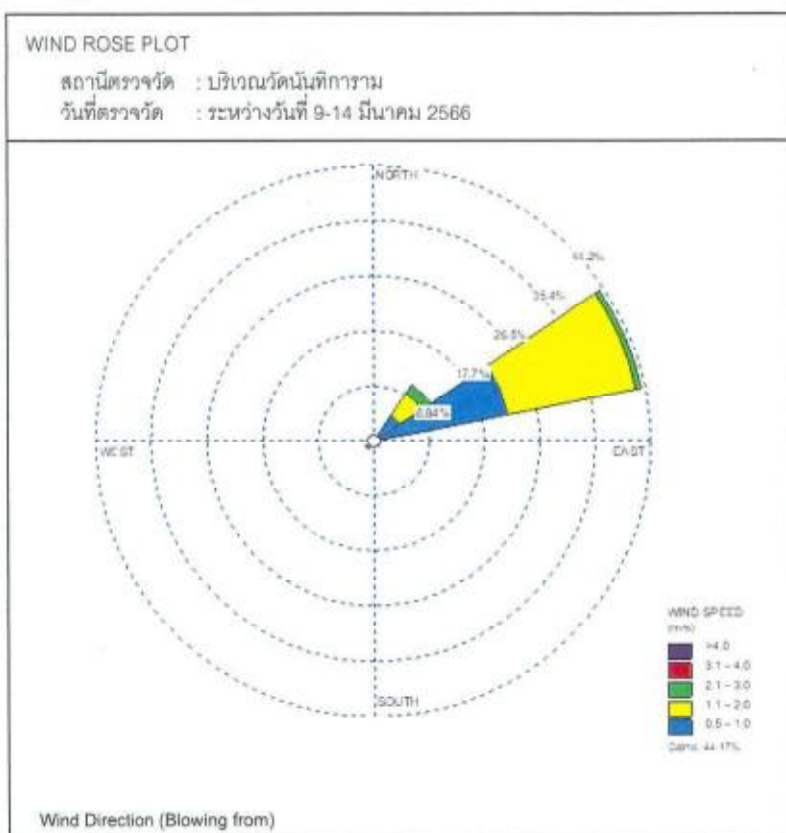 WIND ROSE PLOT
สถานีตรวจวัด : บริเวณวัดนันทิการาม
วันที่ตรวจวัด : ระหว่างวันที่ 9-14 มีนาคม 2566
NORTH
44.2%
35.4%
26.5%
17.7%
8.84%
WEST
EAST
SOUTH
WIND SPEED
(m/s)
>4.0
3.1 - 4.0
2.1 - 3.0
1.1 - 2.0
0.5 - 1.0
Calms: 44.17%
Wind Direction (Blowing from)